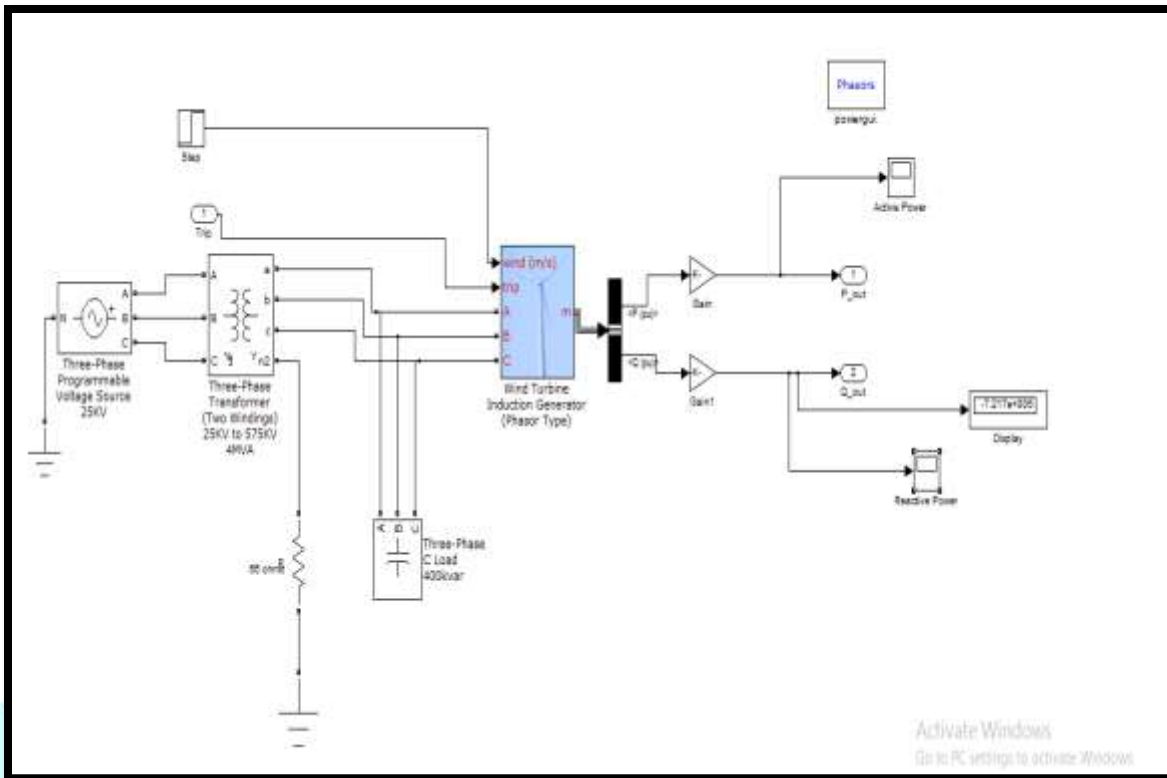 Phasors
powergui
Step
Active Power
1
Trip
wind (m/s)
trip
A
B
C
m
Wind Turbine
Induction Generator
(Phasor Type)
N
A
B
C
Three-Phase
Programmable
Voltage Source
25KV
A
B
C
a
b
c
n2
Three-Phase
Transformer
(Two Windings)
25KV to 575KV
4MVA
Gain
1
P_out
Gain1
2
Q_out
Display
Reactive Power
A
B
C
Three-Phase
C Load
400kvar
Activate Windows
Go to PC settings to activate Windows